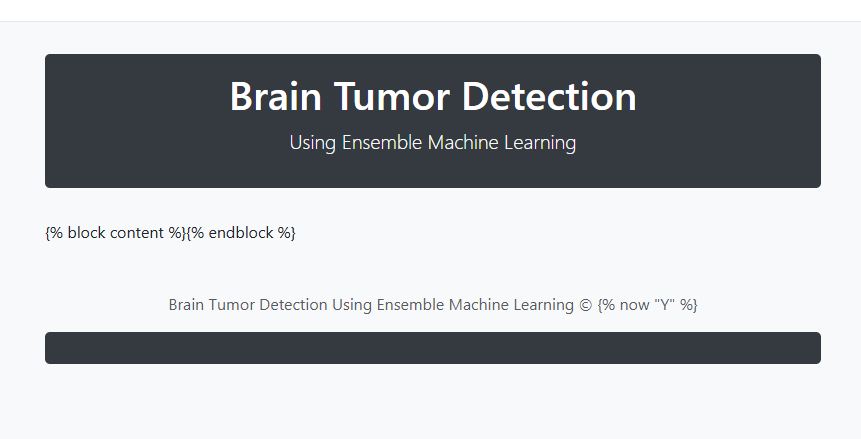 Brain Tumor Detection
Using Ensemble Machine Learning
{% block content %}{% endblock %}
Brain Tumor Detection Using Ensemble Machine Learning © {% now "Y" %}